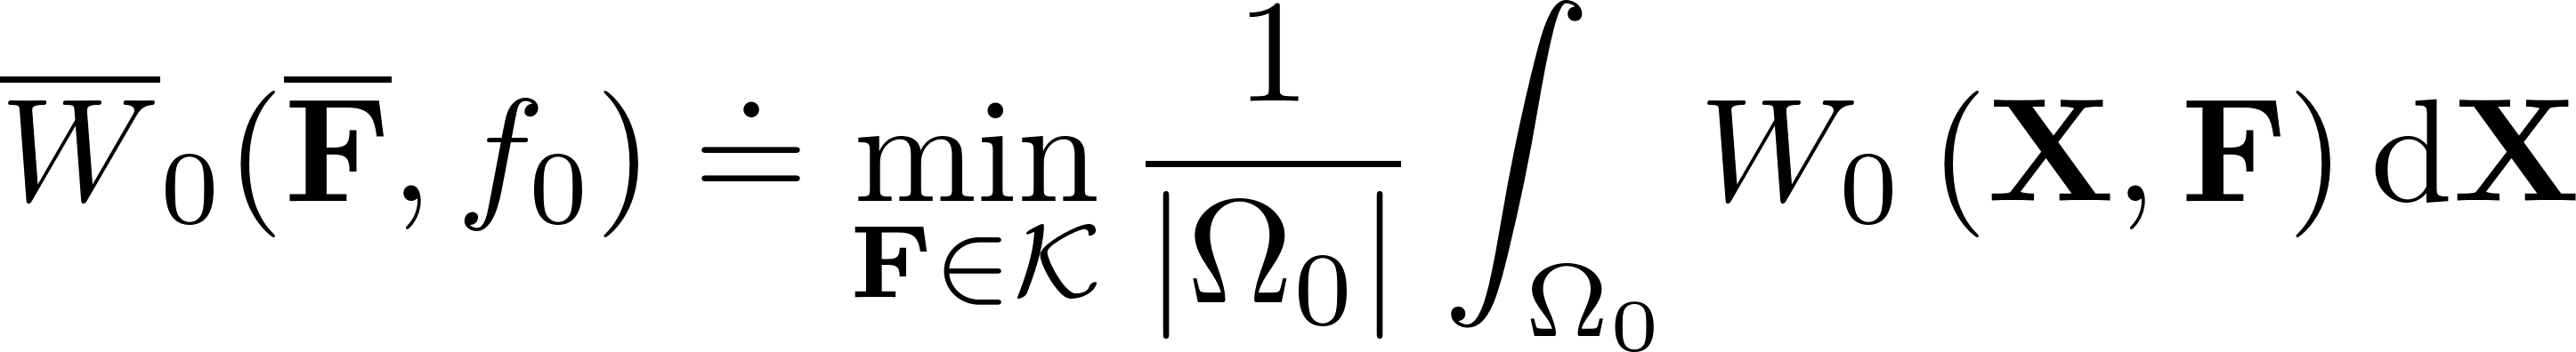 $\overline{W}_0(\overline{\mathbf{F}}, f_0) \doteq \min_{\mathbf{F} \in \mathcal{K}} \frac{1}{|\Omega_0|} \int_{\Omega_0} W_0(\mathbf{X}, \mathbf{F}) \, \mathrm{d}\mathbf{X}$